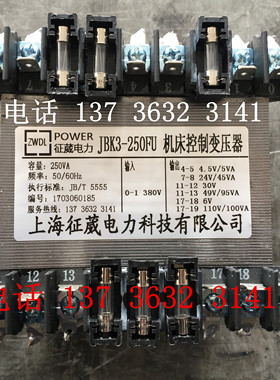 电话 137 3632 3141
ZWDL
POWER
征葳电力
JBK3-250FU 机床控制变压器
容量:250VA
频率:50/60Hz
执行标准:JB/T 5555
编号:1703060185
服务热线:137 3632 3141
输入(V)
0-1 380V
输出(V)
4-5 4.5V/5VA
7-8 24V/45VA
11-12 30V
11-13 49V/95VA
17-18 6V
17-19 110V/100VA
上海征葳电力科技有限公司
12 13 17 18
电话 137 3632 3141